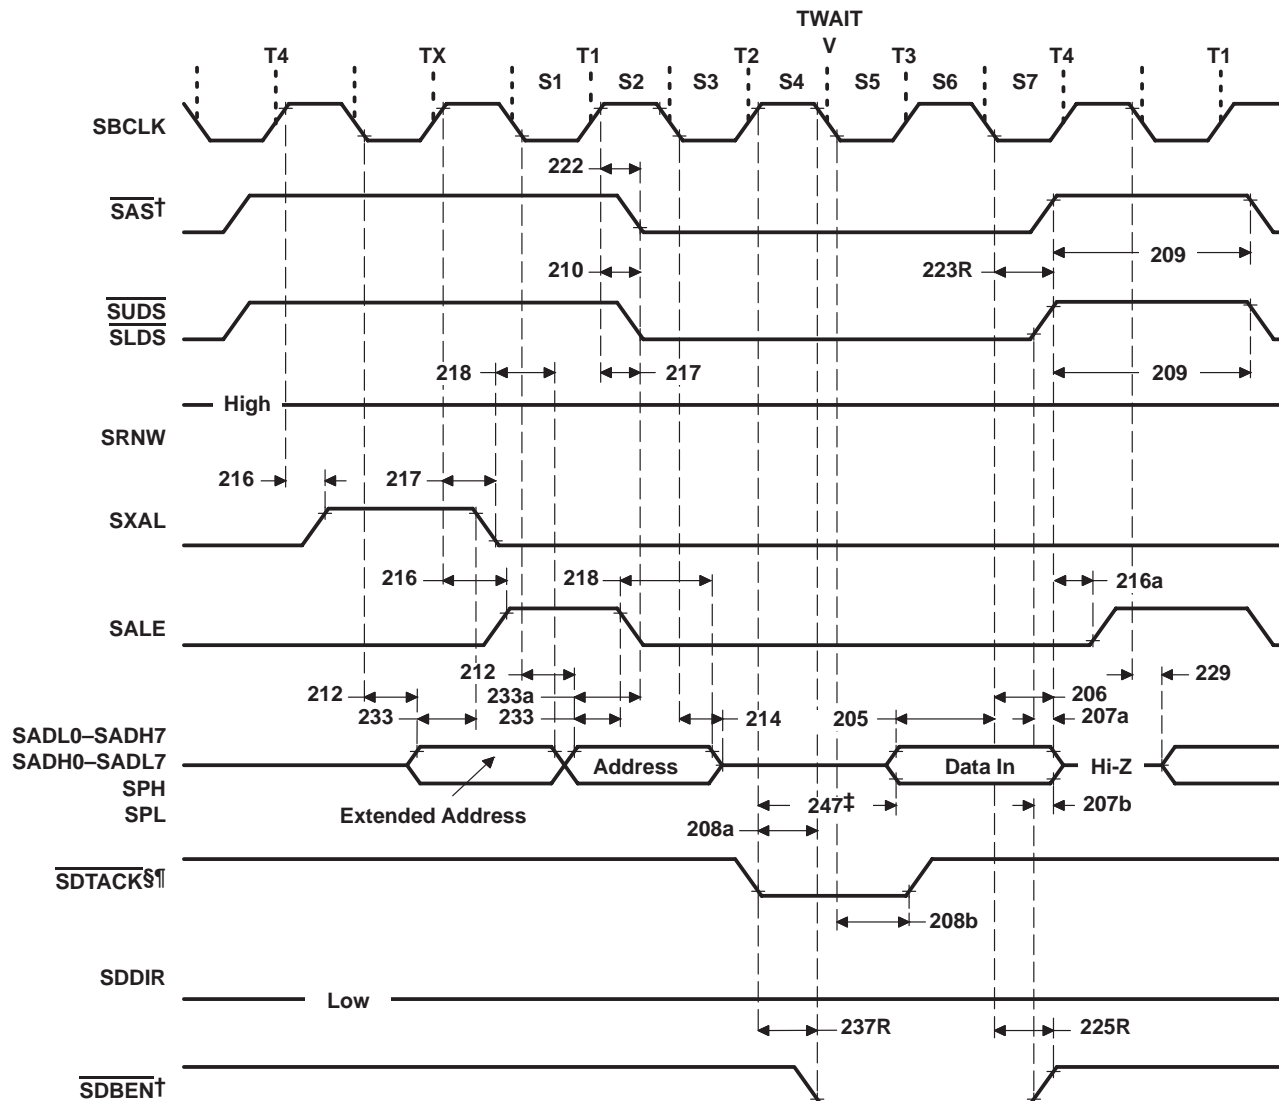 TWAIT
V
T4 TX T1 T2 T3 T4 T1
S1 S2 S3 S4 S5 S6 S7
SBCLK
222
SAS†
210 223R 209
SUDS
SLDS
218 217 209
High
SRNW
216 217
SXAL
216 218 216a
SALE
212 229
212 233a 206
233 233 214 205 207a
SADL0–SADH7
SADH0–SADL7 Address Data In Hi-Z
SPH
247‡ 207b
SPL Extended Address
208a
SDTACK§¶
208b
SDDIR
Low
237R 225R
SDBEN†